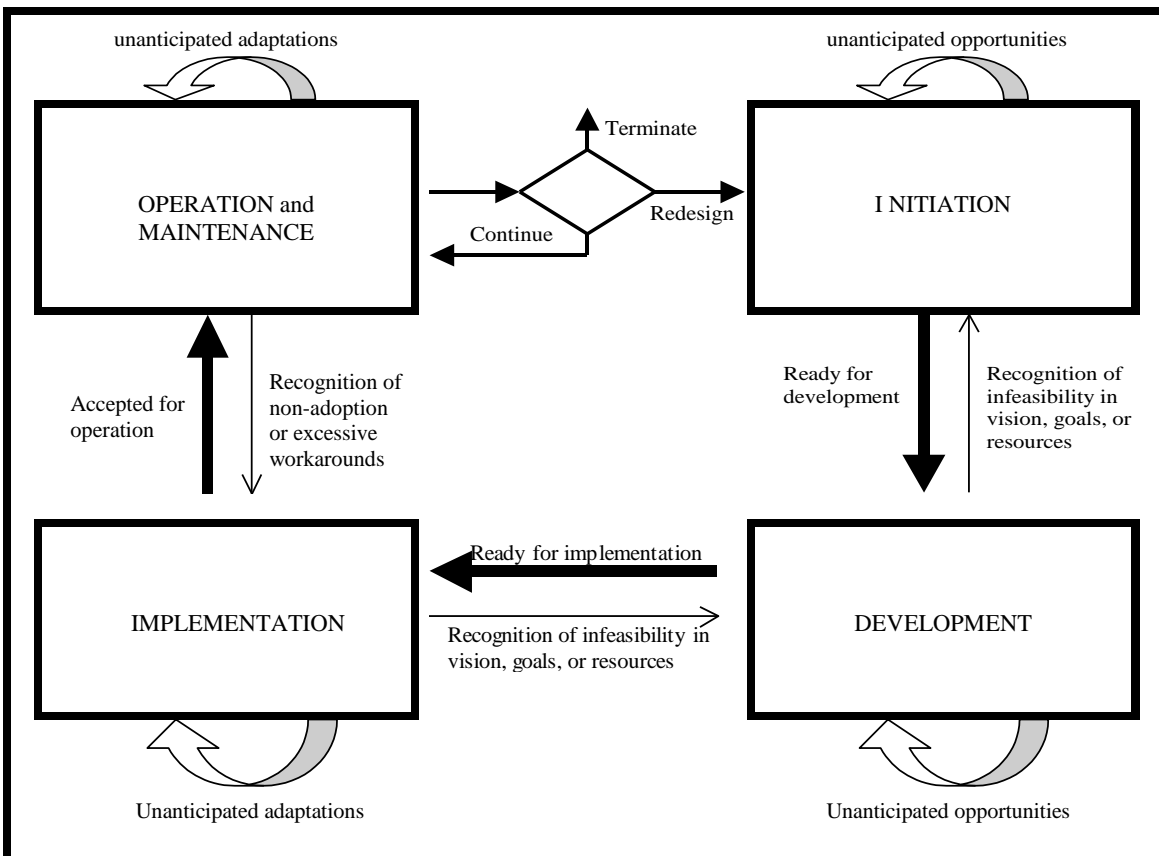 unanticipated adaptations
unanticipated opportunities
Terminate
OPERATION and
MAINTENANCE
Redesign
Continue
I NITIATION
Accepted for
operation
Recognition of
non-adoption
or excessive
workarounds
Ready for
development
Recognition of
infeasibility in
vision, goals, or
resources
Ready for implementation
IMPLEMENTATION
Recognition of infeasibility in
vision, goals, or resources
DEVELOPMENT
Unanticipated adaptations
Unanticipated opportunities